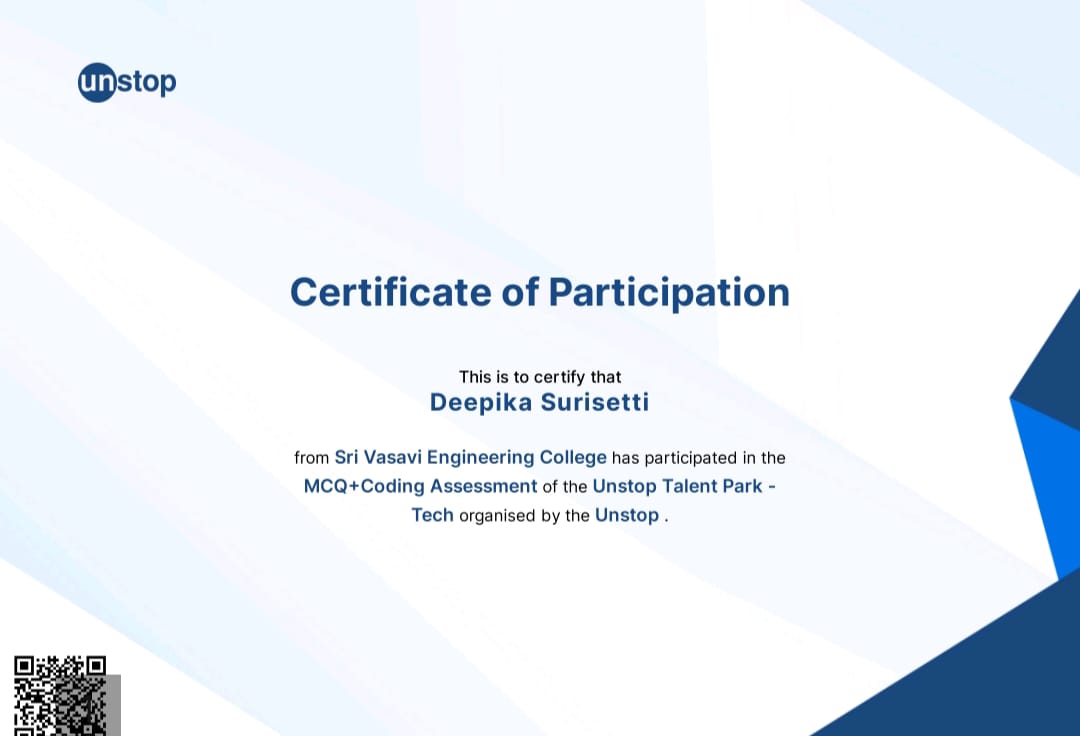 unstop
Certificate of Participation
This is to certify that
Deepika Surisetti
from Sri Vasavi Engineering College has participated in the
MCQ+Coding Assessment of the Unstop Talent Park -
Tech organised by the Unstop .